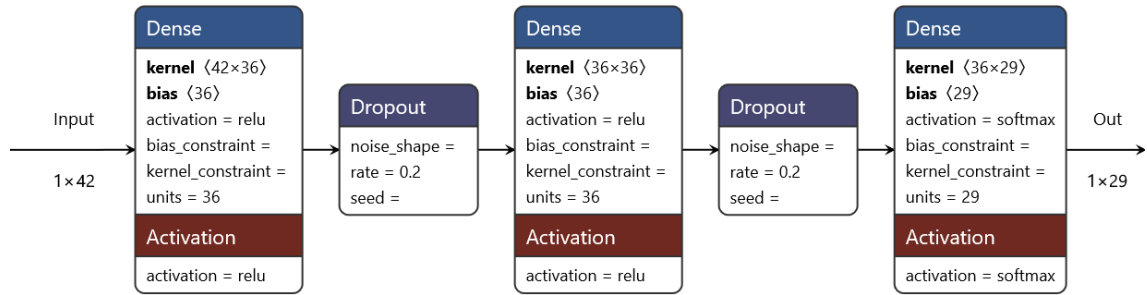 Input
1×42
Dense
kernel〈42×36〉
bias〈36〉
activation = relu
bias_constraint =
kernel_constraint =
units = 36
Activation
activation = relu
Dropout
noise_shape =
rate = 0.2
seed =
Dense
kernel〈36×36〉
bias〈36〉
activation = relu
bias_constraint =
kernel_constraint =
units = 36
Activation
activation = relu
Dropout
noise_shape =
rate = 0.2
seed =
Dense
kernel〈36×29〉
bias〈29〉
activation = softmax
bias_constraint =
kernel_constraint =
units = 29
Activation
activation = softmax
Out
1×29